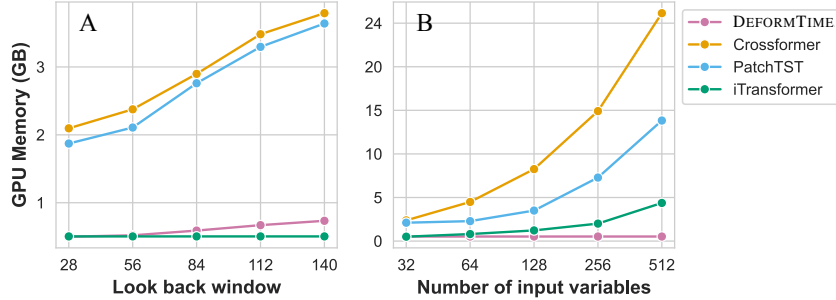 A
B
GPU Memory (GB)
3
2
1
28 56 84 112 140
Look back window
24
20
15
10
5
0
32 64 128 256 512
Number of input variables
DEFORMTIME
Crossformer
PatchTST
iTransformer